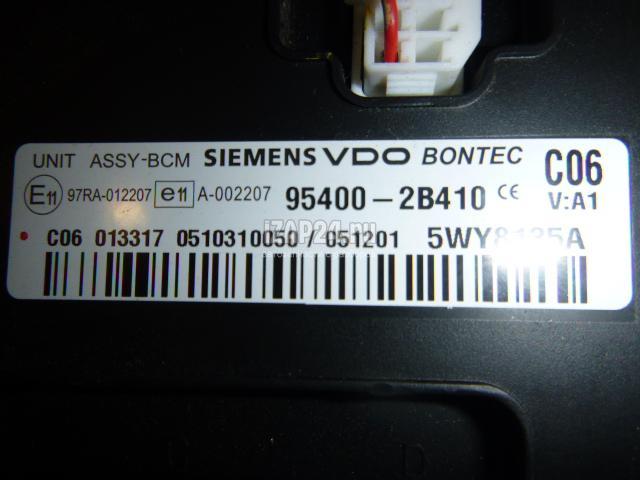 UNIT ASSY-BCM SIEMENS VDO BONTEC C06
E11 97RA-012207 e11 A-002207 95400-2B410 CE V:A1
C06 013317 0510310050/051201 5WY8135A
iZAP24.ru